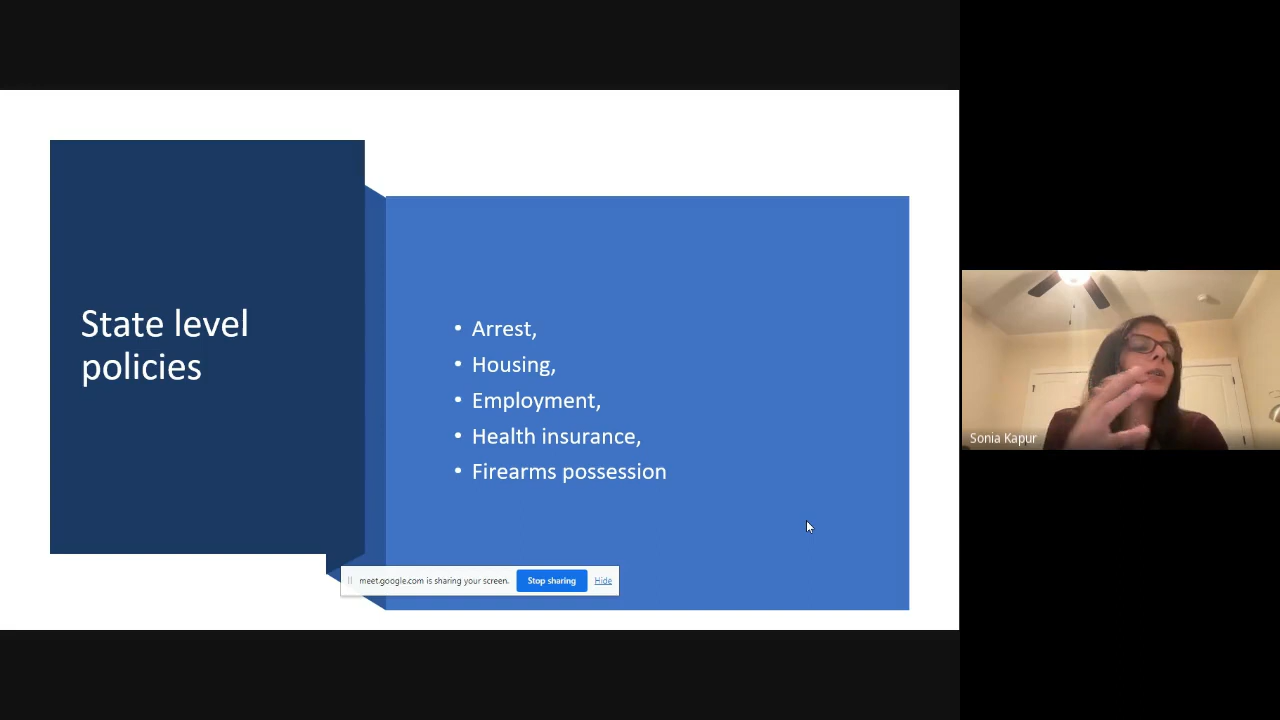 State level
policies
• Arrest,
• Housing,
• Employment,
• Health insurance,
• Firearms possession
meet.google.com is sharing your screen. Stop sharing Hide
Sonia Kapur